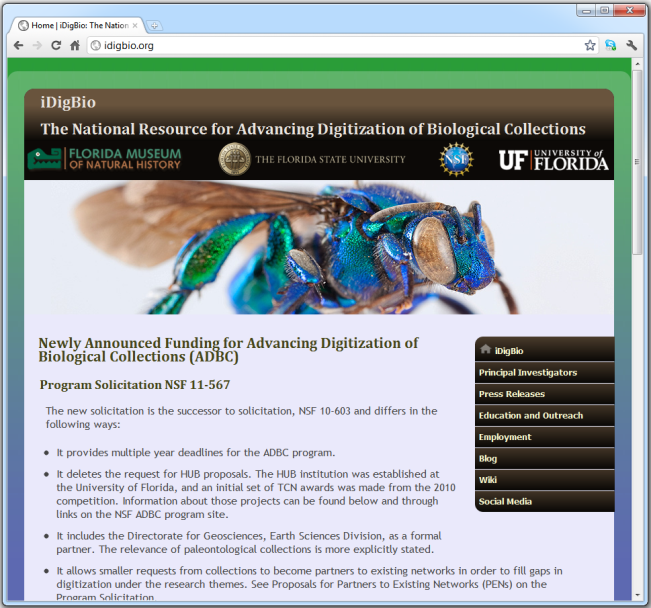 Home | iDigBio: The Nation
idigbio.org
iDigBio
The National Resource for Advancing Digitization of Biological Collections
FLORIDA MUSEUM
OF NATURAL HISTORY
THE FLORIDA STATE UNIVERSITY
NSF
UF UNIVERSITY of
FLORIDA
Newly Announced Funding for Advancing Digitization of
Biological Collections (ADBC)
Program Solicitation NSF 11-567
The new solicitation is the successor to solicitation, NSF 10-603 and differs in the
following ways:
• It provides multiple year deadlines for the ADBC program.
• It deletes the request for HUB proposals. The HUB institution was established at
the University of Florida, and an initial set of TCN awards was made from the 2010
competition. Information about those projects can be found below and through
links on the NSF ADBC program site.
• It includes the Directorate for Geosciences, Earth Sciences Division, as a formal
partner. The relevance of paleontological collections is more explicitly stated.
• It allows smaller requests from collections to become partners to existing networks in order to fill gaps in
digitization under the research themes. See Proposals for Partners to Existing Networks (PENs) on the
Program Solicitation
iDigBio
Principal Investigators
Press Releases
Education and Outreach
Employment
Blog
Wiki
Social Media